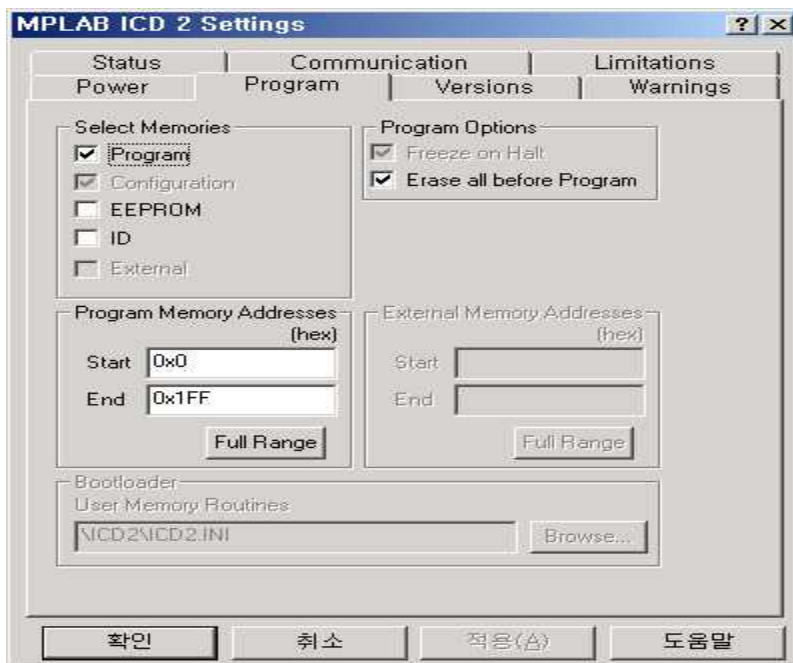 MPLAB ICD 2 Settings
Status Communication Limitations
Power Program Versions Warnings
Select Memories
Program
Configuration
EEPROM
ID
External
Program Options
Freeze on Halt
Erase all before Program
Program Memory Addresses
(hex)
Start 0x0
End 0x1FF
Full Range
External Memory Addresses
(hex)
Start
End
Full Range
Bootloader
User Memory Routines
\ICD2\ICD2.INI Browse...
확인 취소 적용(A) 도움말